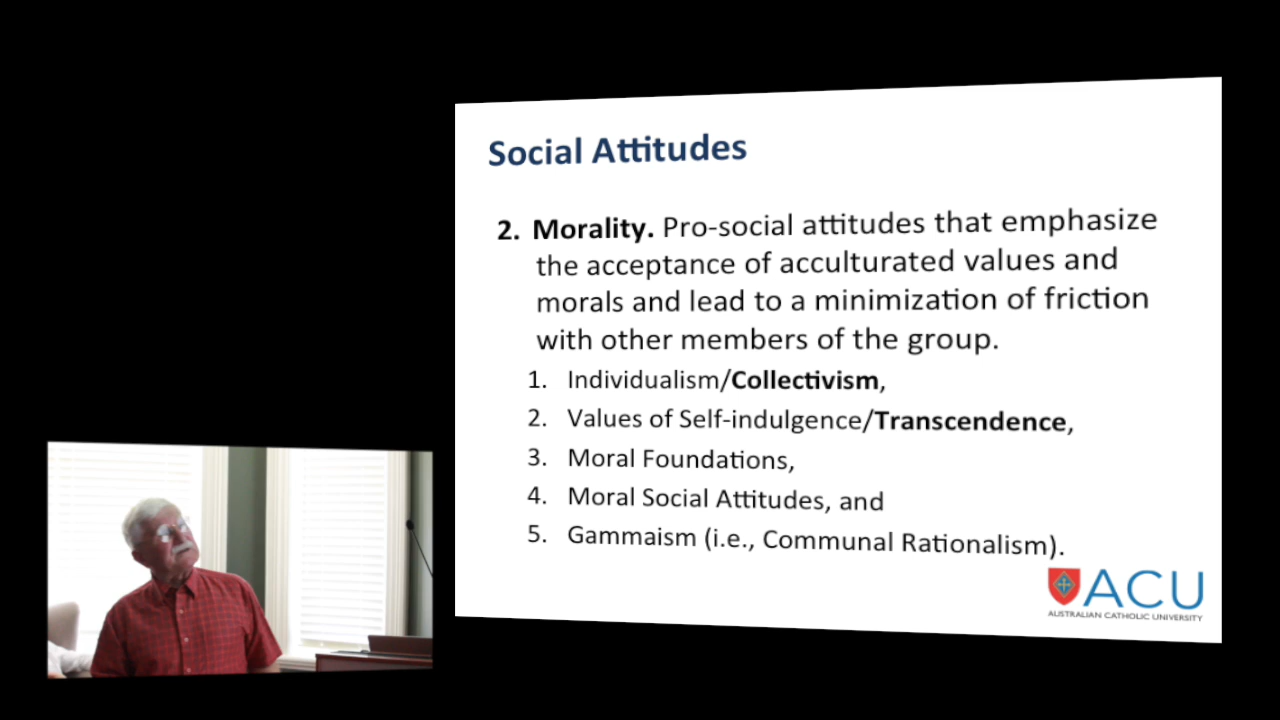 Social Attitudes
2. Morality. Pro-social attitudes that emphasize
the acceptance of acculturated values and
morals and lead to a minimization of friction
with other members of the group.
1. Individualism/Collectivism,
2. Values of Self-indulgence/Transcendence,
3. Moral Foundations,
4. Moral Social Attitudes, and
5. Gammaism (i.e., Communal Rationalism).
ACU
AUSTRALIAN CATHOLIC UNIVERSITY